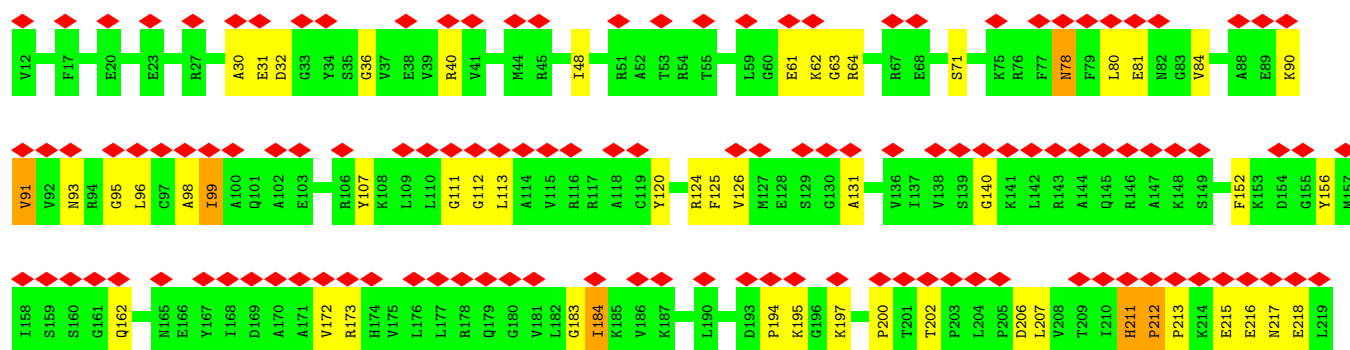 V12 F17 E20 E23 R27 A30 E31 D32 G33 Y34 S35 G36 V37 E38 V39 R40 V41 M44 R45 I48 R51 A52 T53 R54 T55 L59 G60 E61 K62 G63 R64 R67 E68 S71 K75 R76 F77 N78 F79 L80 E81 N82 G83 V84 A88 E89 K90
V91 V92 N93 R94 G95 L96 C97 A98 I99 A100 Q101 A102 E103 R106 Y107 K108 L109 L110 G111 G112 L113 A114 V115 R116 R117 A118 C119 Y120 R124 F125 V126 M127 E128 S129 G130 A131 V136 I137 V138 S139 G140 K141 L142 R143 A144 Q145 R146 A147 K148 S149 F152 K153 D154 G155 Y156 M157
I158 S159 S160 G161 Q162 N165 E166 Y167 I168 D169 A170 A171 V172 R173 H174 V175 L176 L177 R178 Q179 G180 V181 L182 G183 I184 K185 V186 K187 L190 D193 P194 K195 G196 K197 P200 T201 T202 P203 L204 P205 D206 L207 V208 T209 I210 H211 P212 P213 K214 E215 E216 N217 E218 L219